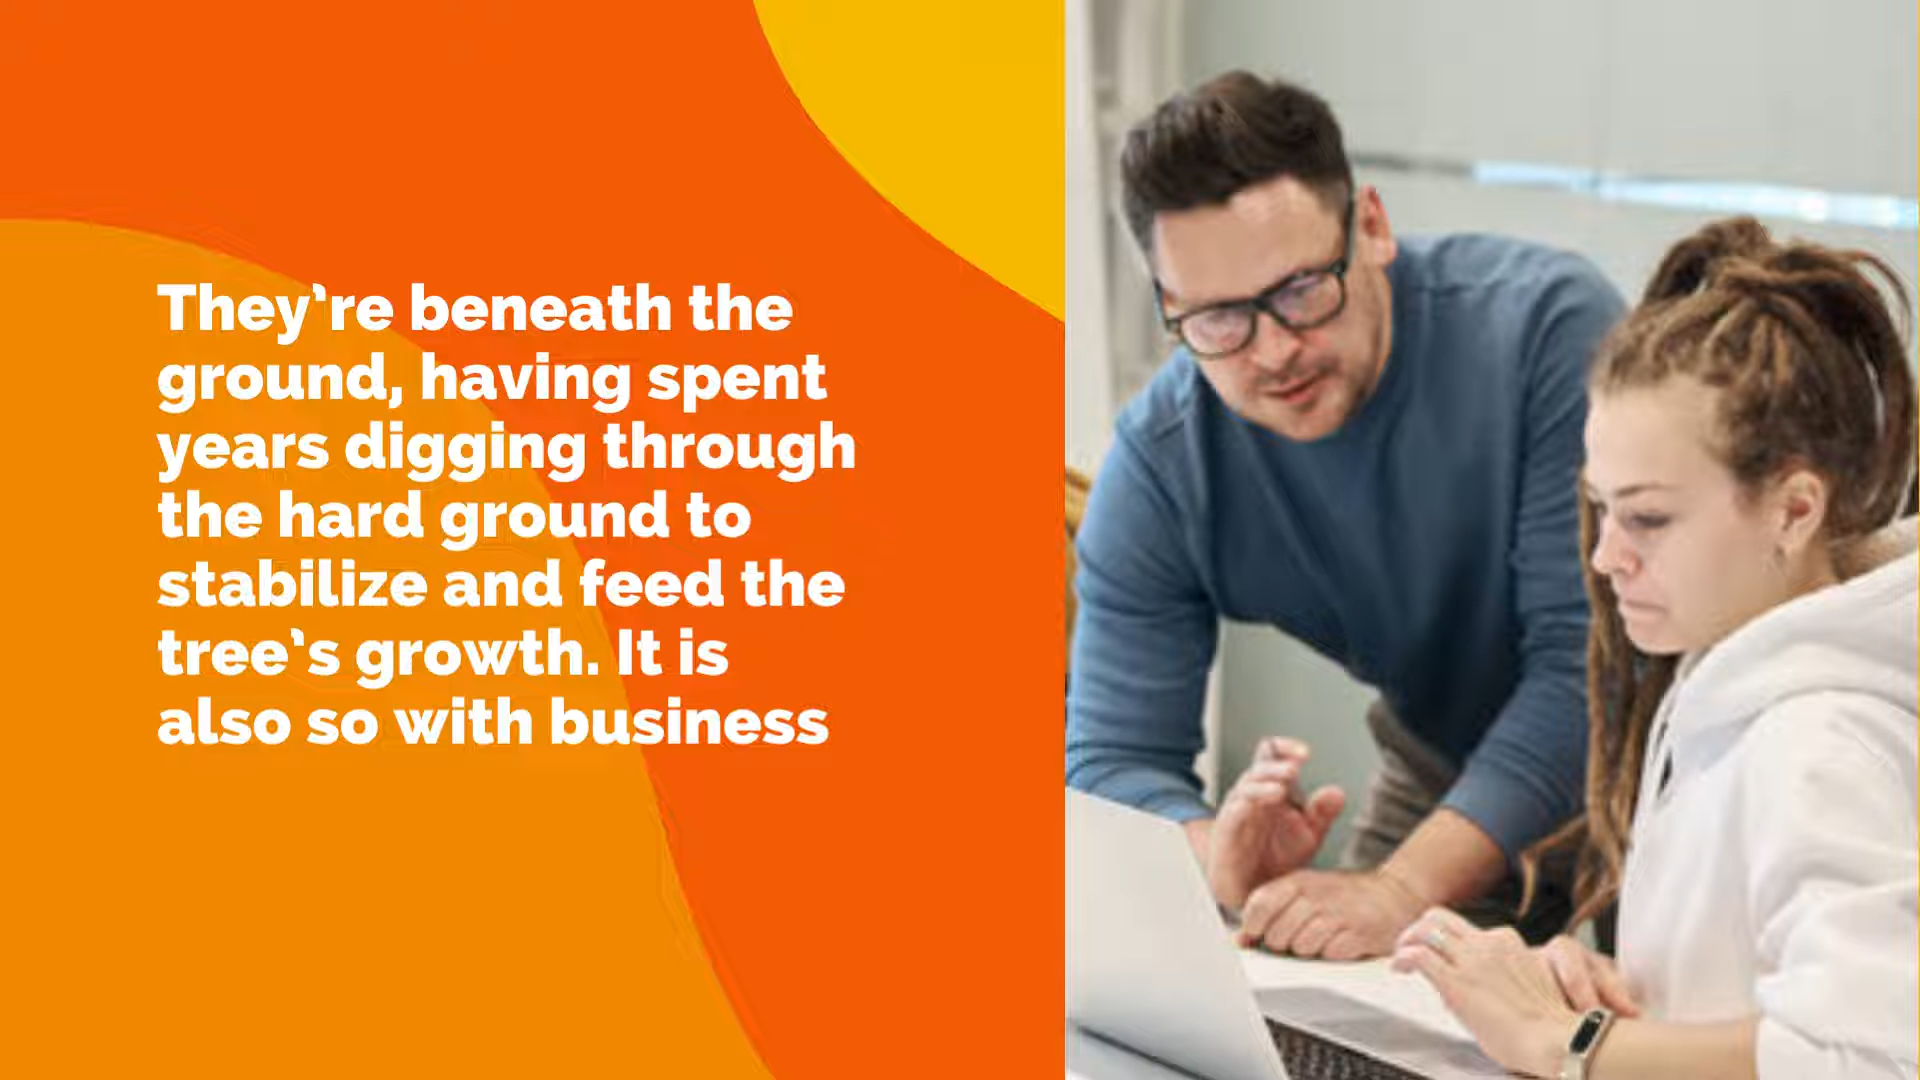 They're beneath the
ground, having spent
years digging through
the hard ground to
stabilize and feed the
tree's growth. It is
also so with business